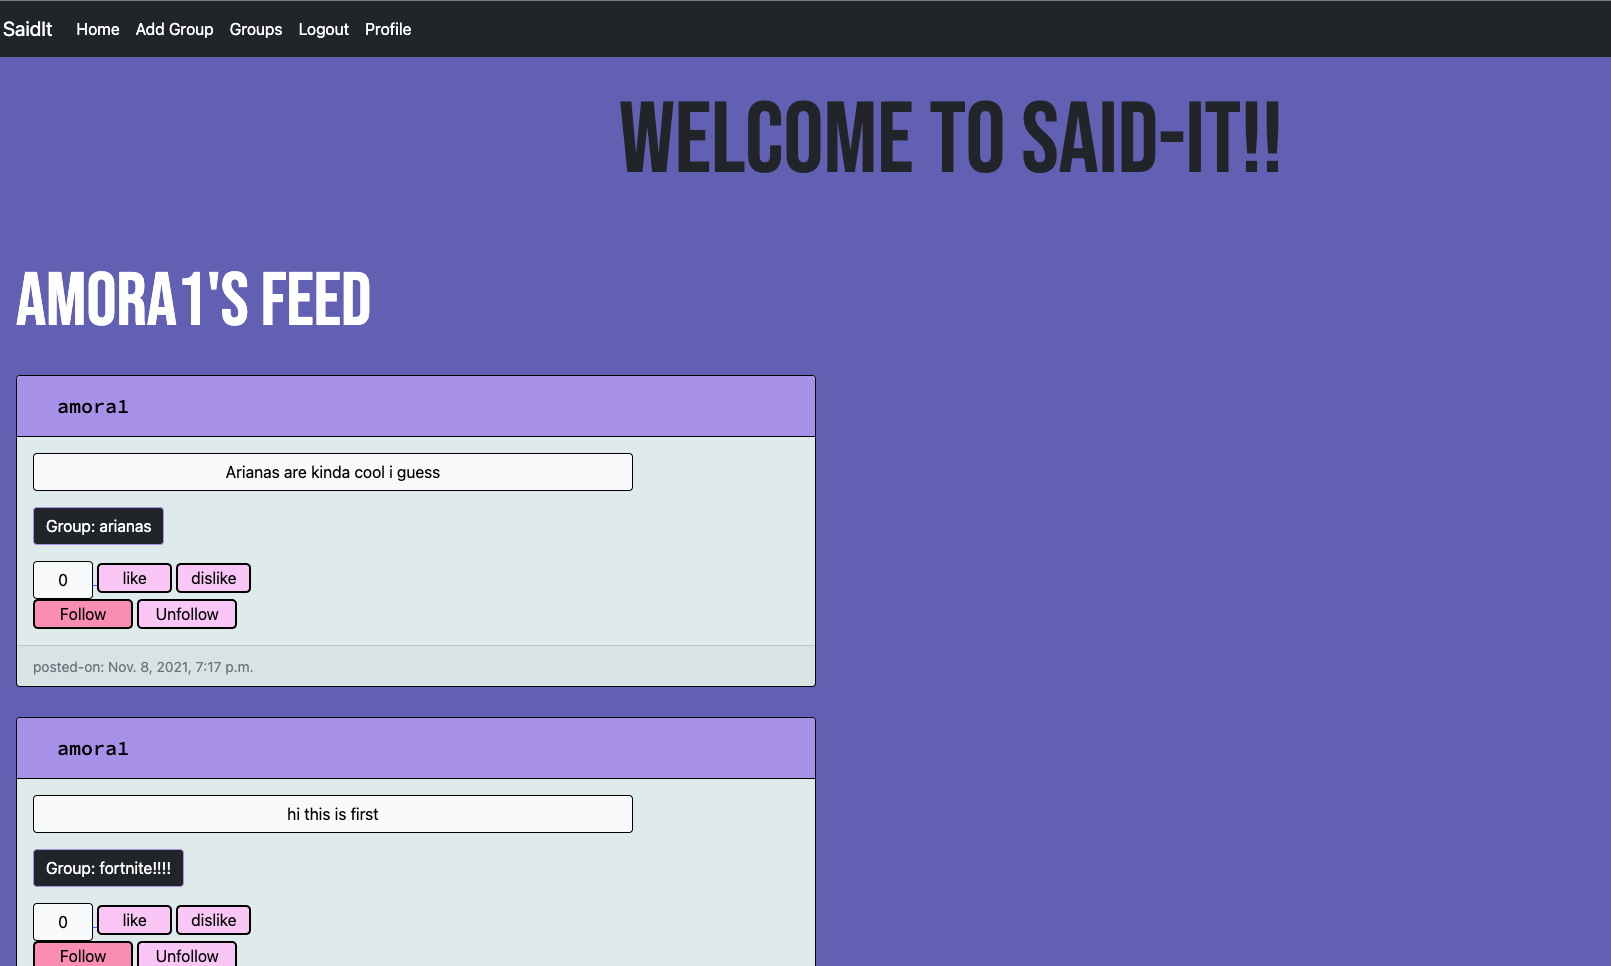 SaidIt Home Add Group Groups Logout Profile
WELCOME TO SAID-IT!!
AMORA1'S FEED
amora1
Arianas are kinda cool i guess
Group: arianas
0 like dislike
Follow Unfollow
posted-on: Nov. 8, 2021, 7:17 p.m.
amora1
hi this is first
Group: fortnite!!!!
0 like dislike
Follow Unfollow